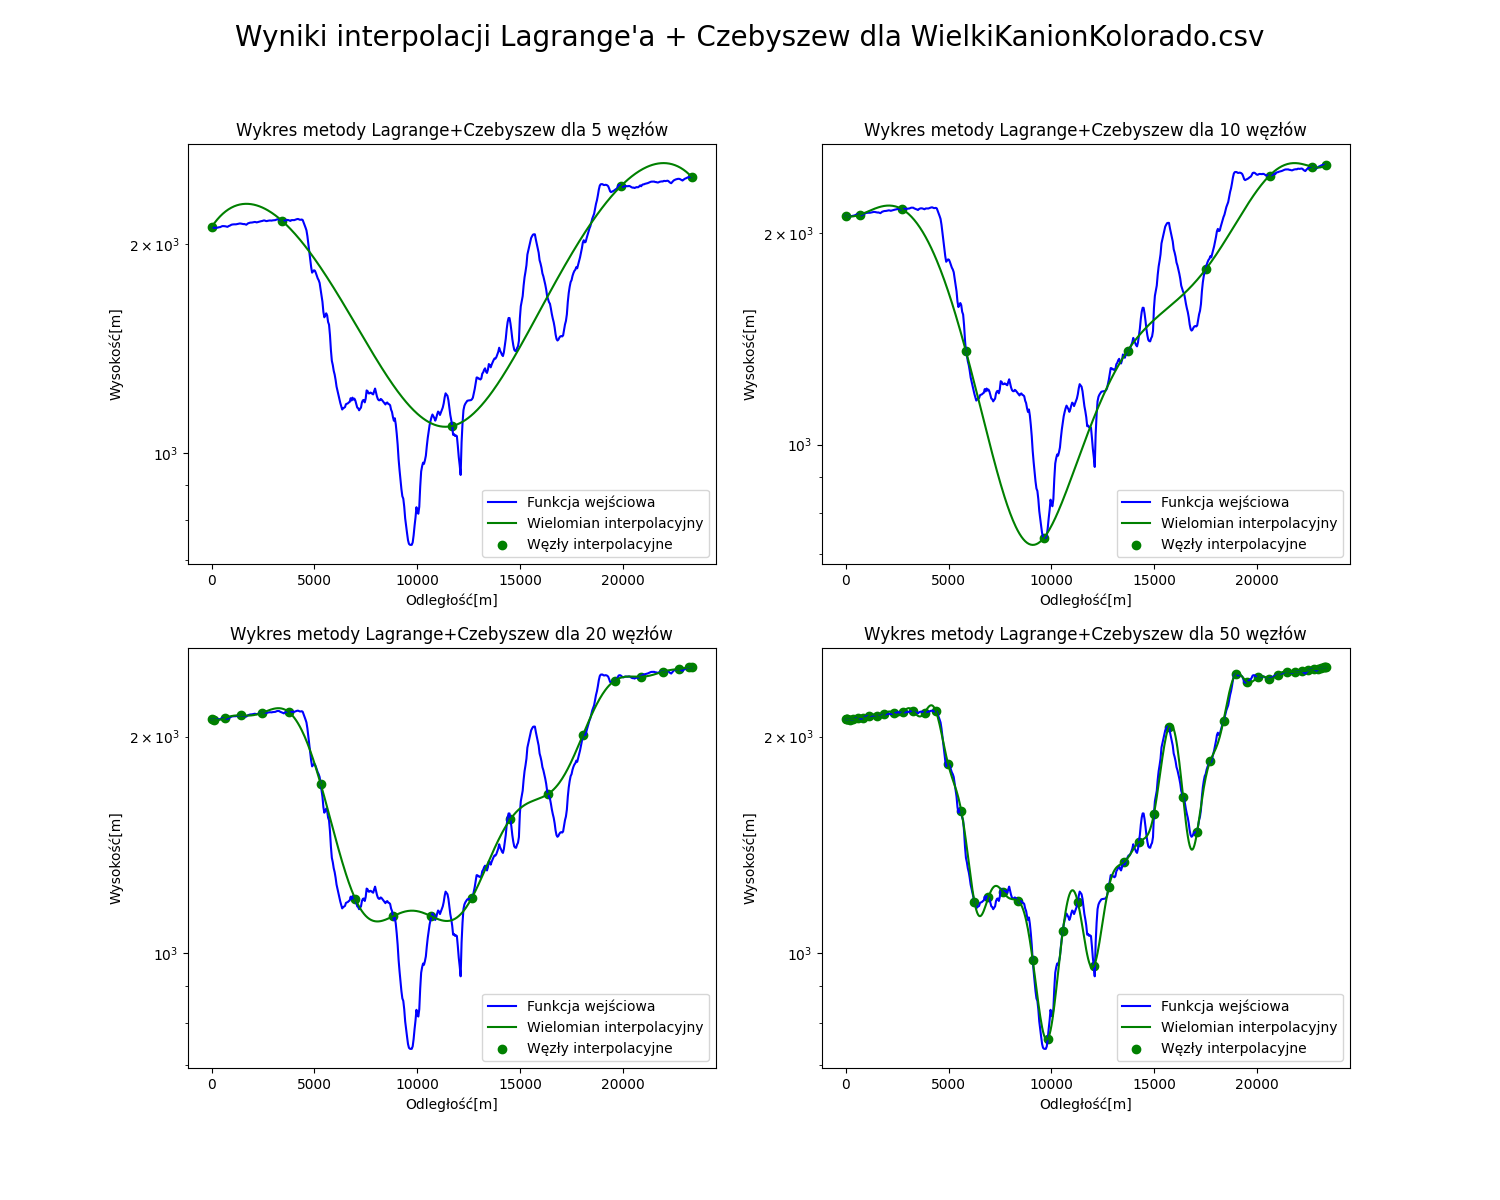 Wyniki interpolacji Lagrange'a + Czebyszew dla WielkiKanionKolorado.csv
Wykres metody Lagrange+Czebyszew dla 5 węzłów
Wysokość[m]
2 × 10³
10³
Funkcja wejściowa
Wielomian interpolacyjny
Węzły interpolacyjne
0 5000 10000 15000 20000
Odległość[m]
Wykres metody Lagrange+Czebyszew dla 10 węzłów
Wysokość[m]
2 × 10³
10³
Funkcja wejściowa
Wielomian interpolacyjny
Węzły interpolacyjne
0 5000 10000 15000 20000
Odległość[m]
Wykres metody Lagrange+Czebyszew dla 20 węzłów
Wysokość[m]
2 × 10³
10³
Funkcja wejściowa
Wielomian interpolacyjny
Węzły interpolacyjne
0 5000 10000 15000 20000
Odległość[m]
Wykres metody Lagrange+Czebyszew dla 50 węzłów
Wysokość[m]
2 × 10³
10³
Funkcja wejściowa
Wielomian interpolacyjny
Węzły interpolacyjne
0 5000 10000 15000 20000
Odległość[m]